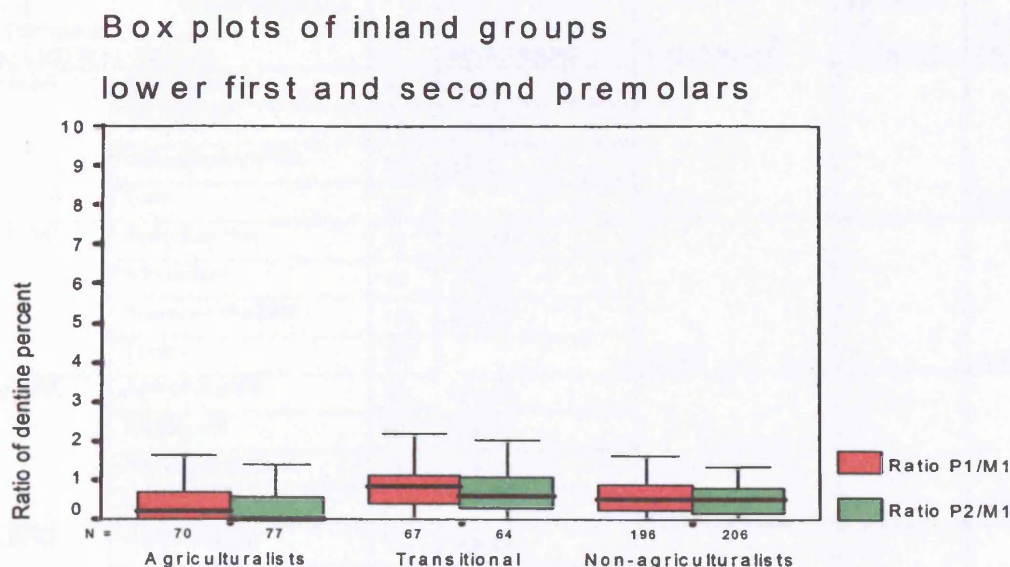 Box plots of inland groups
lower first and second premolars
Ratio of dentine percent
10
9
8
7
6
5
4
3
2
1
0
N = 70 77 67 64 196 206
Agriculturalists Transitional Non-agriculturalists
Ratio P1/M1
Ratio P2/M1